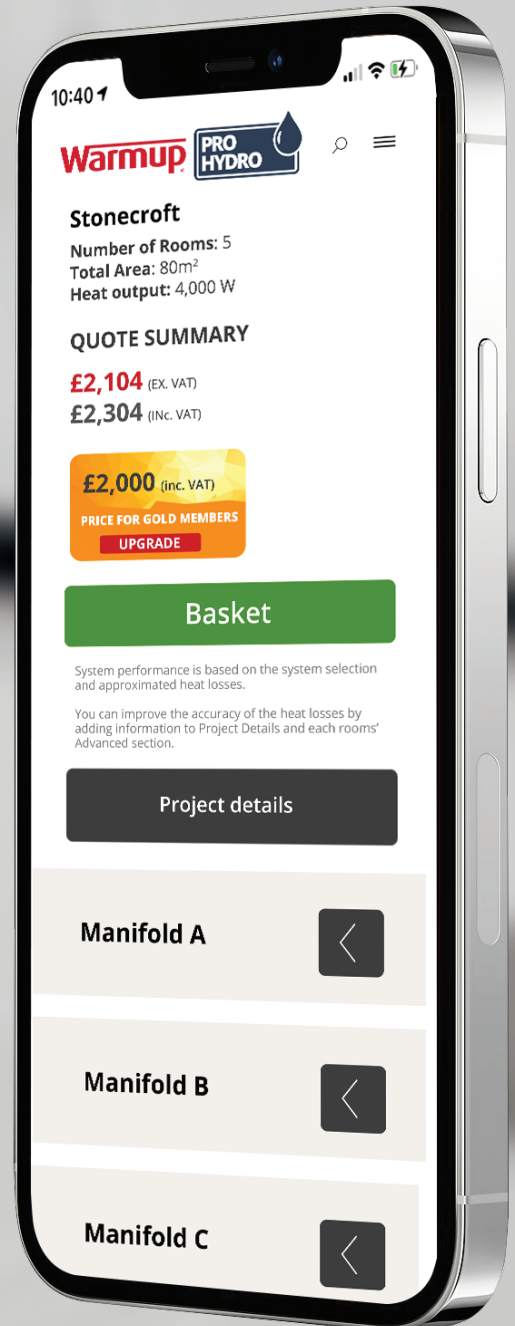 10:40
Warmup PRO
HYDRO
Stonecroft
Number of Rooms: 5
Total Area: 80m²
Heat output: 4,000 W
QUOTE SUMMARY
£2,104 (EX. VAT)
£2,304 (INc. VAT)
£2,000 (inc. VAT)
PRICE FOR GOLD MEMBERS
UPGRADE
Basket
System performance is based on the system selection
and approximated heat losses.
You can improve the accuracy of the heat losses by
adding information to Project Details and each rooms'
Advanced section.
Project details
Manifold A
Manifold B
Manifold C